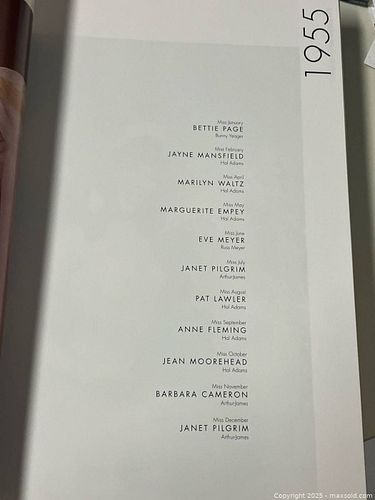 1955
Miss January
BETTIE PAGE
Bunny Yeager
Miss February
JAYNE MANSFIELD
Hal Adams
Miss April
MARILYN WALTZ
Hal Adams
Miss May
MARGUERITE EMPEY
Hal Adams
Miss June
EVE MEYER
Russ Meyer
Miss July
JANET PILGRIM
Arthur-James
Miss August
PAT LAWLER
Hal Adams
Miss September
ANNE FLEMING
Hal Adams
Miss October
JEAN MOOREHEAD
Hal Adams
Miss November
BARBARA CAMERON
Arthur-James
Miss December
JANET PILGRIM
Arthur-James
Copyright 2025 - maxsold.com